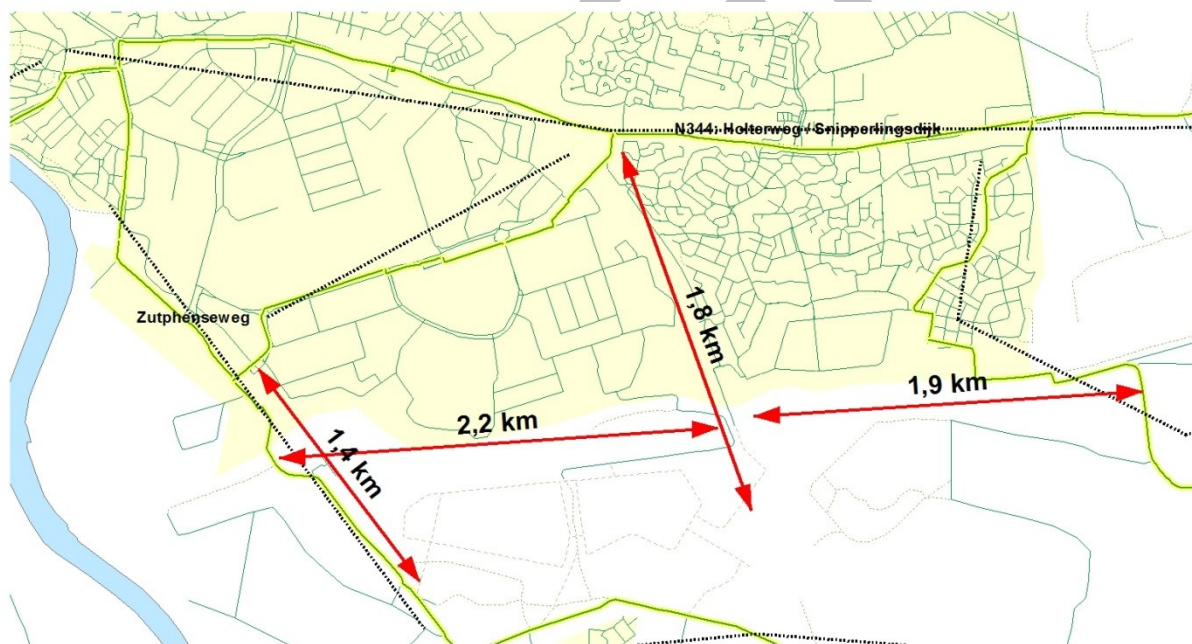 N344: Holterweg / Snipperlingsdijk
Zutphenseweg
1,8 km
1,9 km
2,2 km
1,4 km